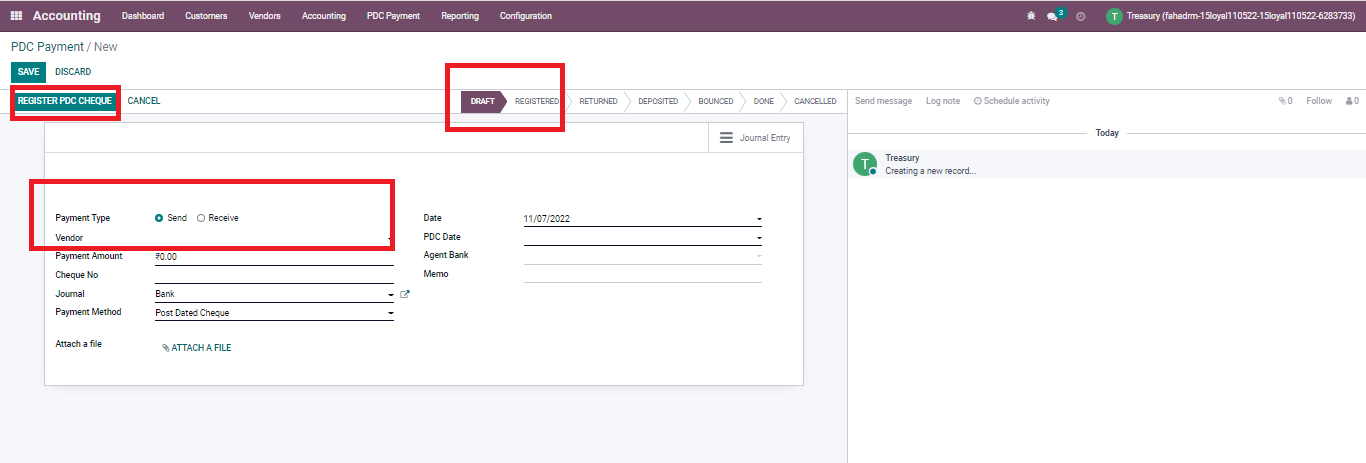 Accounting Dashboard Customers Vendors Accounting PDC Payment Reporting Configuration 3 T Treasury (fahadrm-15loyal110522-15loyal110522-6283733)
PDC Payment / New
SAVE DISCARD
REGISTER PDC CHEQUE CANCEL DRAFT REGISTERED RETURNED DEPOSITED BOUNCED DONE CANCELLED Send message Log note Schedule activity 0 Follow 0
Journal Entry
Today
T Treasury
Creating a new record...
Payment Type Send Receive Date 11/07/2022
Vendor PDC Date
Payment Amount ₹0.00 Agent Bank
Cheque No Memo
Journal Bank
Payment Method Post Dated Cheque
Attach a file ATTACH A FILE